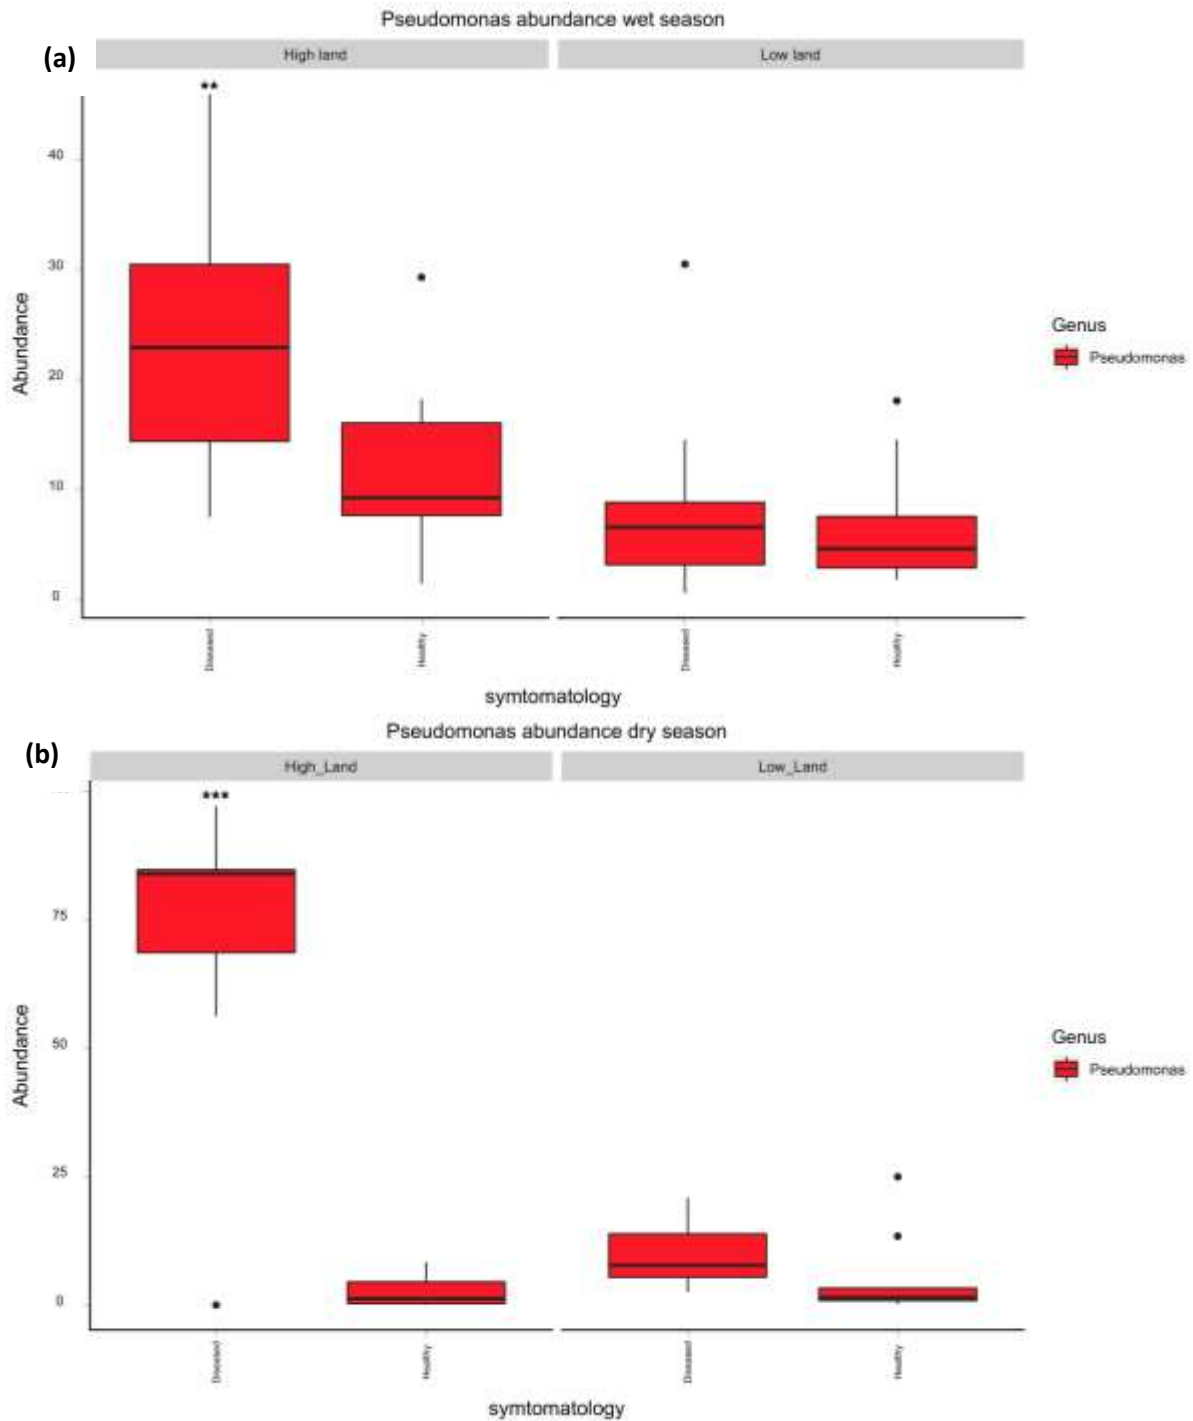 Pseudomonas abundance wet season
(a)
High land
Low land
**
40
30
20
10
0
Abundance
Diseased
Healthy
Diseased
Healthy
symtomatology
Genus
Pseudomonas
Pseudomonas abundance dry season
(b)
High_Land
Low_Land
***
75
50
25
0
Abundance
Diseased
Healthy
Diseased
Healthy
symtomatology
Genus
Pseudomonas